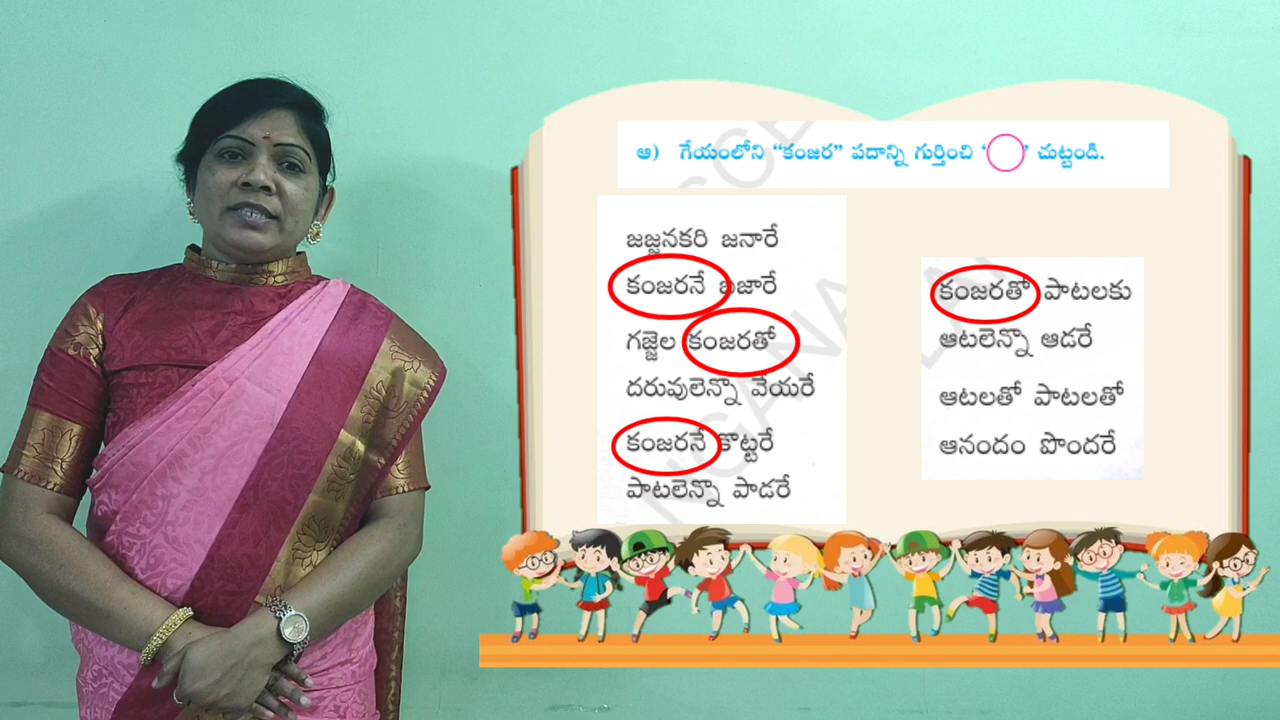 ఆ) గేయంలోని “కంజర” పదాన్ని గుర్తించి ‘ ’ చుట్టండి.
జజ్జనకరి జనారే
కంజరనే బజారే
గజ్జెల కంజరతో
దరువులెన్నొ వేయరే
కంజరనే కొట్టరే
పాటలెన్నొ పాడరే
కంజరతో పాటలకు
ఆటలెన్నొ ఆడరే
ఆటలతో పాటలతో
ఆనందం పొందరే